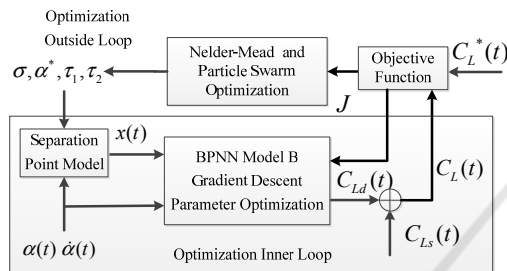 Optimization
Outside Loop
σ, α*, τ₁, τ₂
Nelder-Mead and
Particle Swarm
Optimization
Objective
Function
C_L*(t)
J
Separation
Point Model
x(t)
BPNN Model B
Gradient Descent
Parameter Optimization
C_Ld(t)
C_L(t)
C_Ls(t)
α(t) α̇(t)
Optimization Inner Loop